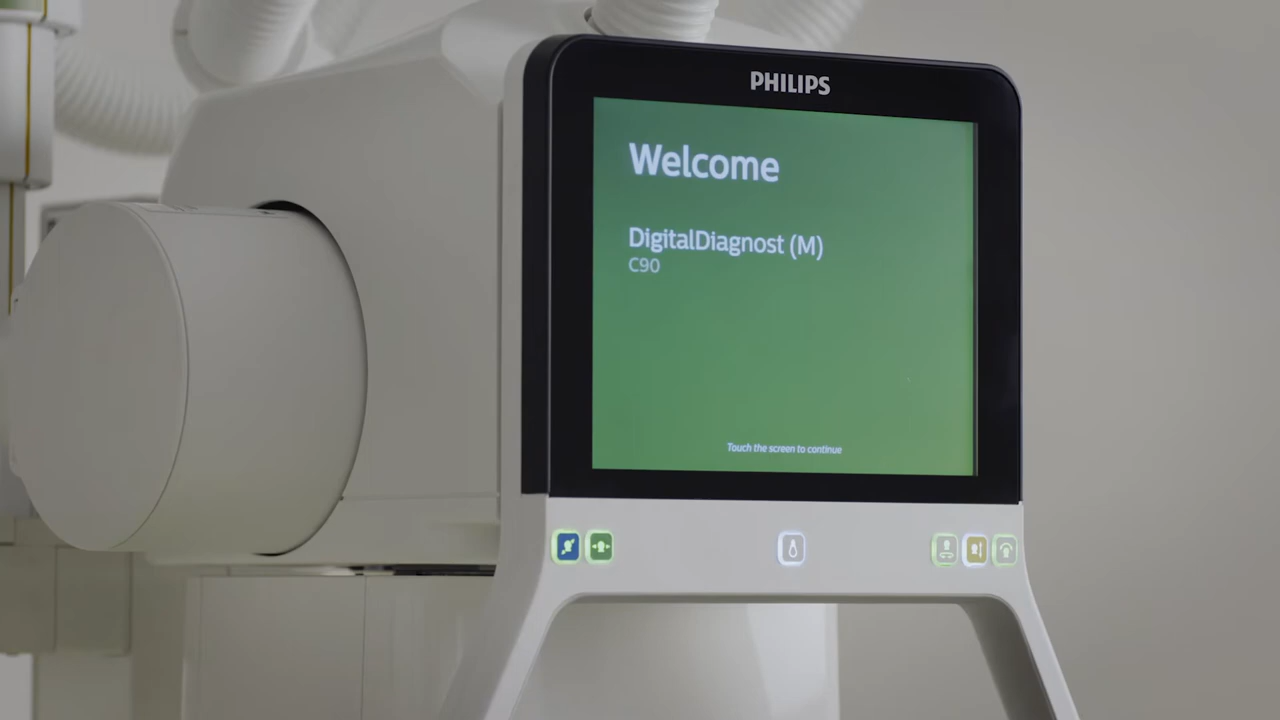 PHILIPS
Welcome
DigitalDiagnost (M)
C90
Touch the screen to continue